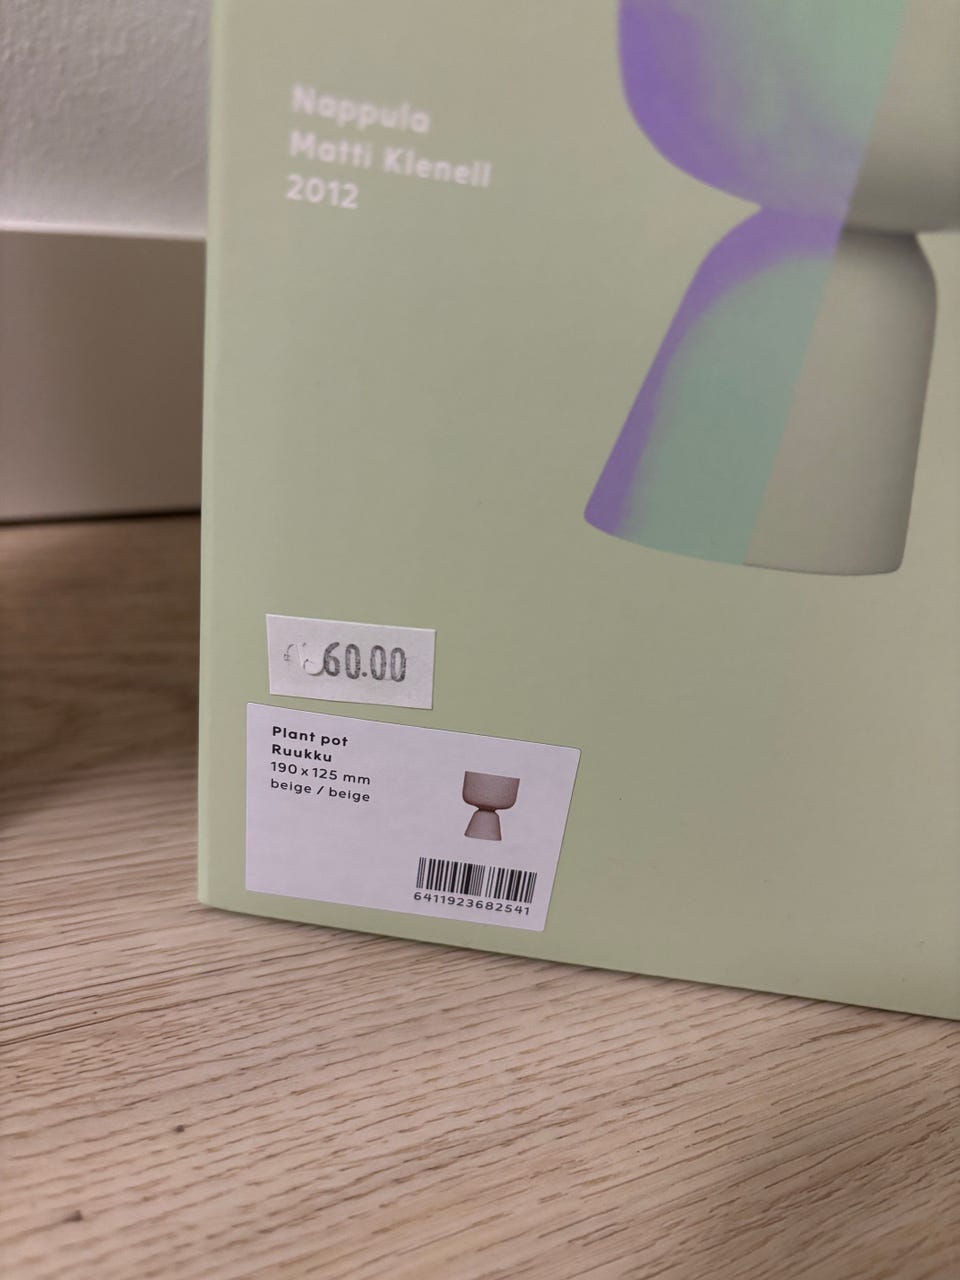 Nappula
Matti Klenell
2012
60.00
Plant pot
Ruukku
190 x 125 mm
beige / beige
6411923682541